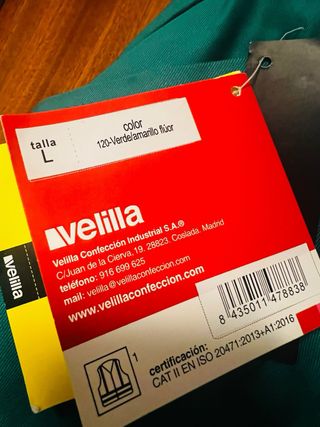 talla
L
color
120-Verde/amarillo flúor
velilla
Velilla Confección Industrial S.A.®
C/Juan de la Cierva, 19. 28823. Coslada. Madrid
teléfono: 916 699 625
mail: velilla@velillaconfeccion.com
www.velillaconfeccion.com
8 435011 478838
1
certificación:
CAT II EN ISO 20471:2013+A1:2016
velilla